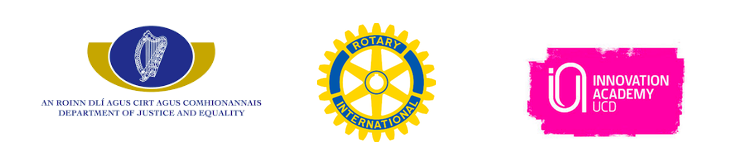 AN ROINN DLÍ AGUS CIRT AGUS COMHIONANNAIS
DEPARTMENT OF JUSTICE AND EQUALITY
ROTARY
INTERNATIONAL
INNOVATION
ACADEMY
UCD